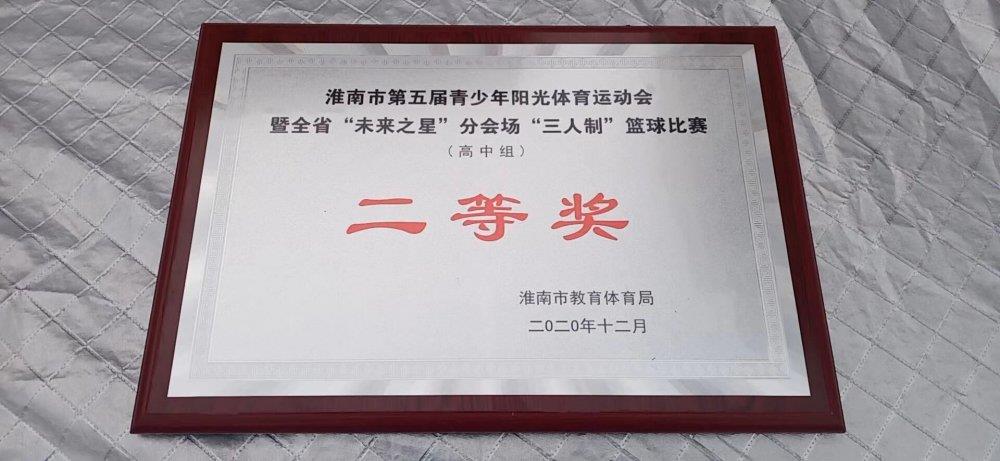 淮南市第五届青少年阳光体育运动会
暨全省“未来之星”分会场“三人制”篮球比赛
（高中组）
二等奖
淮南市教育体育局
二0二0年十二月